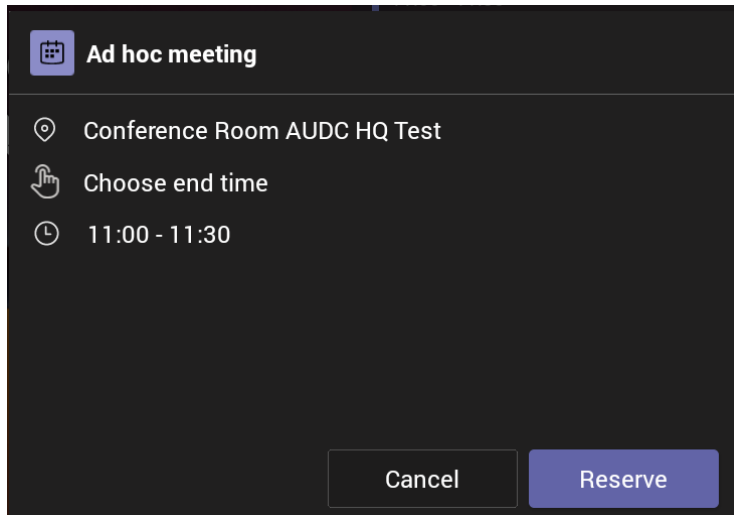 Ad hoc meeting
Conference Room AUDC HQ Test
Choose end time
11:00 - 11:30
Cancel
Reserve